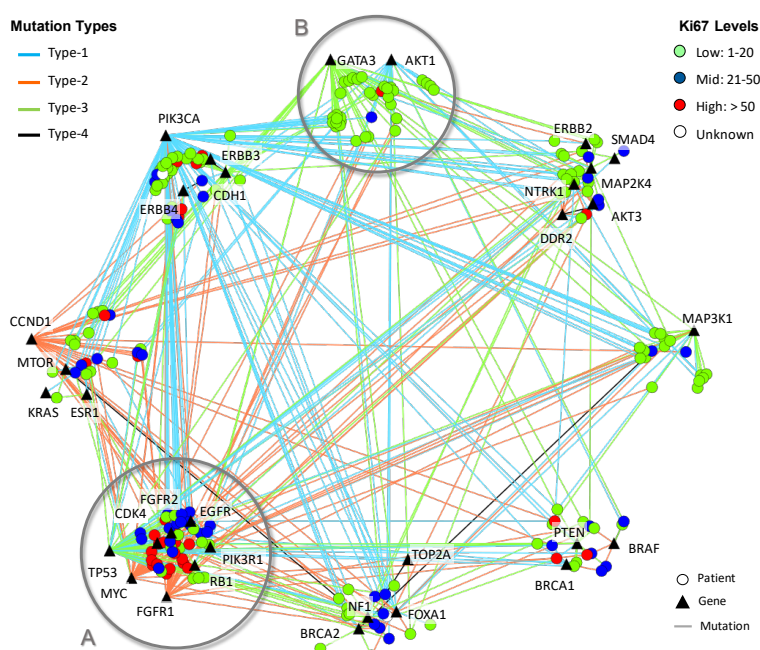 Mutation Types
Type-1
Type-2
Type-3
Type-4
Ki67 Levels
Low: 1-20
Mid: 21-50
High: > 50
Unknown
B
GATA3
AKT1
PIK3CA
ERBB3
CDH1
ERBB4
ERBB2
SMAD4
MAP2K4
NTRK1
AKT3
DDR2
MAP3K1
CCND1
MTOR
KRAS
ESR1
FGFR2
CDK4
EGFR
PIK3R1
TP53
RB1
MYC
FGFR1
A
TOP2A
NF1
FOXA1
BRCA2
PTEN
BRAF
BRCA1
Patient
Gene
Mutation